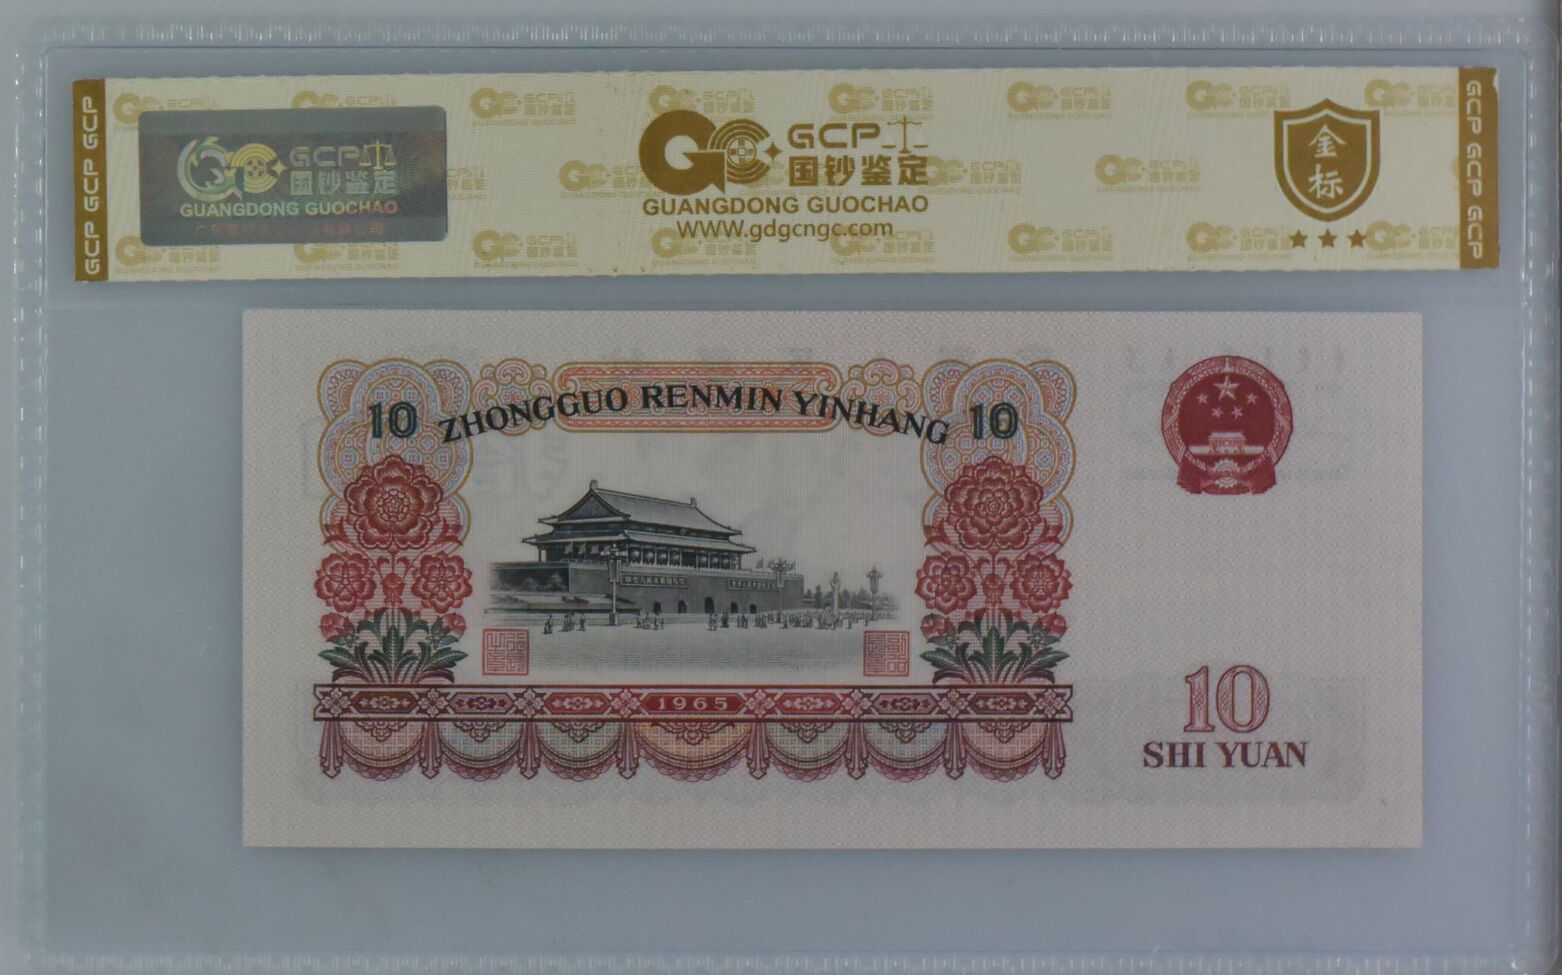 GCP GCP GCP
GCP
国钞鉴定
GUANGDONG GUOCHAO
GCP
国钞鉴定
GUANGDONG GUOCHAO
www.gdgcngc.com
金标
GCP GCP GCP
10 ZHONGGUO RENMIN YINHANG 10
1965
10
SHI YUAN